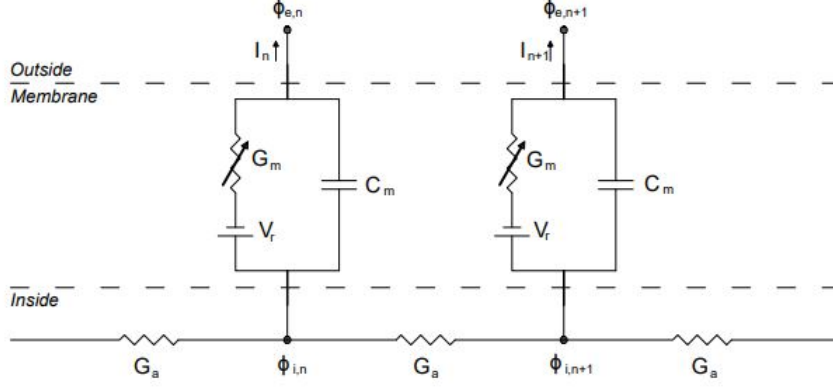 ϕe,n ϕe,n+1
In In+1
Outside
Membrane
Gm Gm
Cm Cm
Vr Vr
Inside
Ga ϕi,n Ga ϕi,n+1 Ga